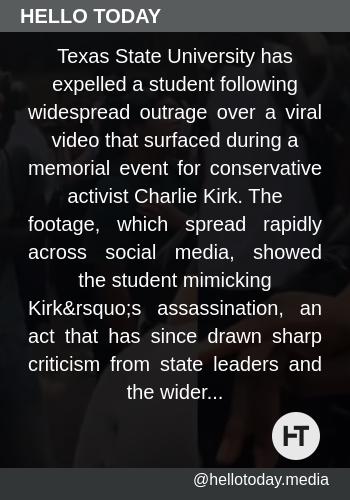 HELLO TODAY
Texas State University has
expelled a student following
widespread outrage over a viral
video that surfaced during a
memorial event for conservative
activist Charlie Kirk. The
footage, which spread rapidly
across social media, showed
the student mimicking
Kirk&rsquo;s assassination, an
act that has since drawn sharp
criticism from state leaders and
the wider...
HT
@hellotoday.media